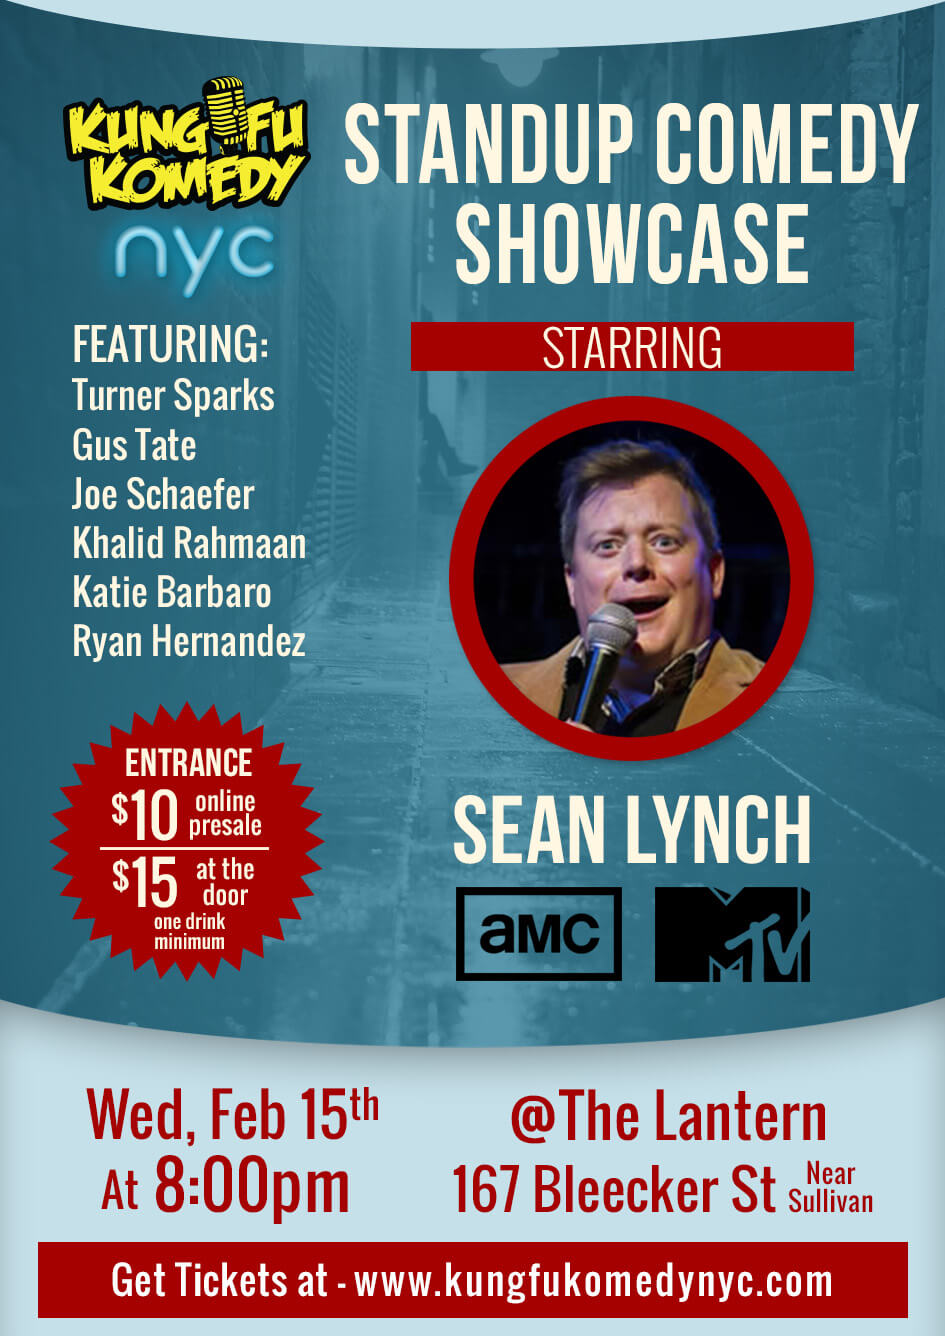 KUNG FU
KOMEDY
nyc
STANDUP COMEDY
SHOWCASE
STARRING
FEATURING:
Turner Sparks
Gus Tate
Joe Schaefer
Khalid Rahmaan
Katie Barbaro
Ryan Hernandez
ENTRANCE
$10 online presale
$15 at the door
one drink
minimum
SEAN LYNCH
aMC
MTV
Wed, Feb 15th
At 8:00pm
@The Lantern
167 Bleecker St Near Sullivan
Get Tickets at - www.kungfukomedynyc.com